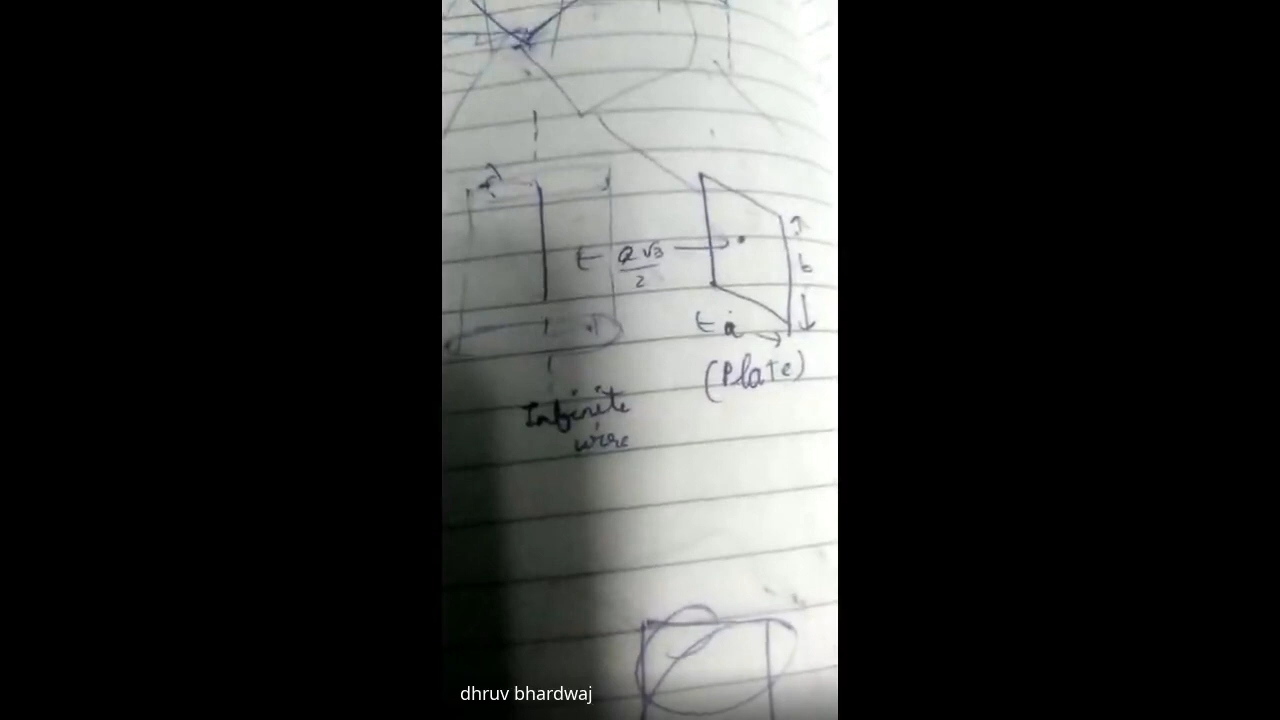 a√3
2
b
a
(Plate)
Infinite
wire
dhruv bhardwaj